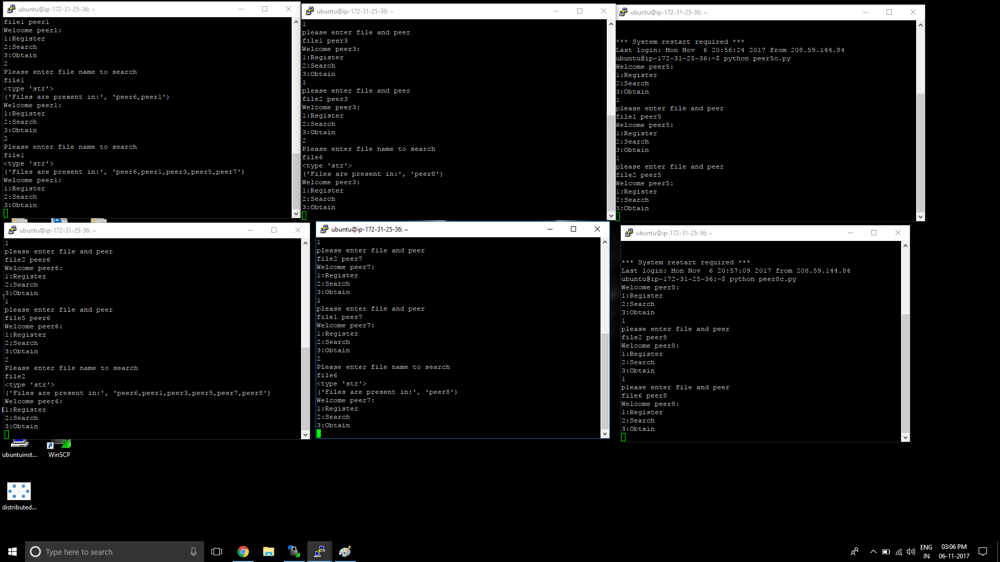 ubuntu@ip-172-31-25-36: ~
file1 peer1
Welcome peer1:
1:Register
2:Search
3:Obtain
2
Please enter file name to search
file1
<type 'str'>
('Files are present in:', 'peer6,peer1')
Welcome peer1:
1:Register
2:Search
3:Obtain
2
Please enter file name to search
file1
<type 'str'>
('Files are present in:', 'peer6,peer1,peer3,peer5,peer7')
Welcome peer1:
1:Register
2:Search
3:Obtain
ubuntu@ip-172-31-25-36: ~
1
please enter file and peer
file1 peer3
Welcome peer3:
1:Register
2:Search
3:Obtain
1
please enter file and peer
file2 peer3
Welcome peer3:
1:Register
2:Search
3:Obtain
2
Please enter file name to search
file6
<type 'str'>
('Files are present in:', 'peer8')
Welcome peer3:
1:Register
2:Search
3:Obtain
ubuntu@ip-172-31-25-36: ~
*** System restart required ***
Last login: Mon Nov  6 20:56:24 2017 from 208.59.144.84
ubuntu@ip-172-31-25-36:~$ python peer5c.py
Welcome peer5:
1:Register
2:Search
3:Obtain
1
please enter file and peer
file1 peer5
Welcome peer5:
1:Register
2:Search
3:Obtain
1
please enter file and peer
file2 peer5
Welcome peer5:
1:Register
2:Search
3:Obtain
ubuntu@ip-172-31-25-36: ~
1
please enter file and peer
file2 peer6
Welcome peer6:
1:Register
2:Search
3:Obtain
1
please enter file and peer
file5 peer6
Welcome peer6:
1:Register
2:Search
3:Obtain
2
Please enter file name to search
file2
<type 'str'>
('Files are present in:', 'peer6,peer1,peer3,peer5,peer7,peer8')
Welcome peer6:
1:Register
2:Search
3:Obtain
ubuntu@ip-172-31-25-36: ~
1
please enter file and peer
file2 peer7
Welcome peer7:
1:Register
2:Search
3:Obtain
1
please enter file and peer
file1 peer7
Welcome peer7:
1:Register
2:Search
3:Obtain
2
Please enter file name to search
file6
<type 'str'>
('Files are present in:', 'peer8')
Welcome peer7:
1:Register
2:Search
3:Obtain
ubuntu@ip-172-31-25-36: ~
*** System restart required ***
Last login: Mon Nov  6 20:57:09 2017 from 208.59.144.84
ubuntu@ip-172-31-25-36:~$ python peer8c.py
Welcome peer8:
1:Register
2:Search
3:Obtain
1
please enter file and peer
file2 peer8
Welcome peer8:
1:Register
2:Search
3:Obtain
1
please enter file and peer
file6 peer8
Welcome peer8:
1:Register
2:Search
3:Obtain
ubuntuinst...
WinSCP
distributed...
Type here to search
ENG
IN
03:06 PM
06-11-2017